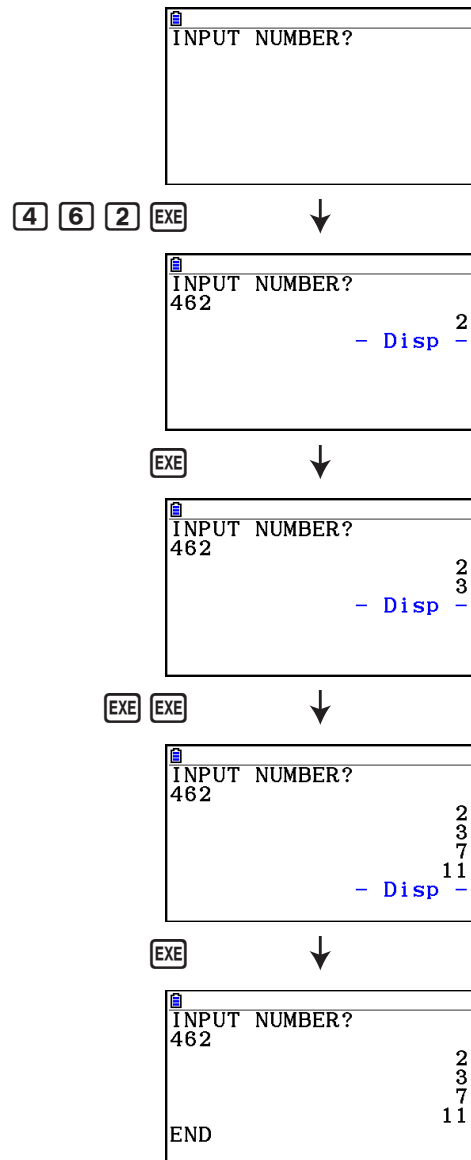 INPUT NUMBER?
4 6 2 EXE
INPUT NUMBER?
462
2
- Disp -
EXE
INPUT NUMBER?
462
2
3
- Disp -
EXE EXE
INPUT NUMBER?
462
2
3
7
11
- Disp -
EXE
INPUT NUMBER?
462
2
3
7
11
END